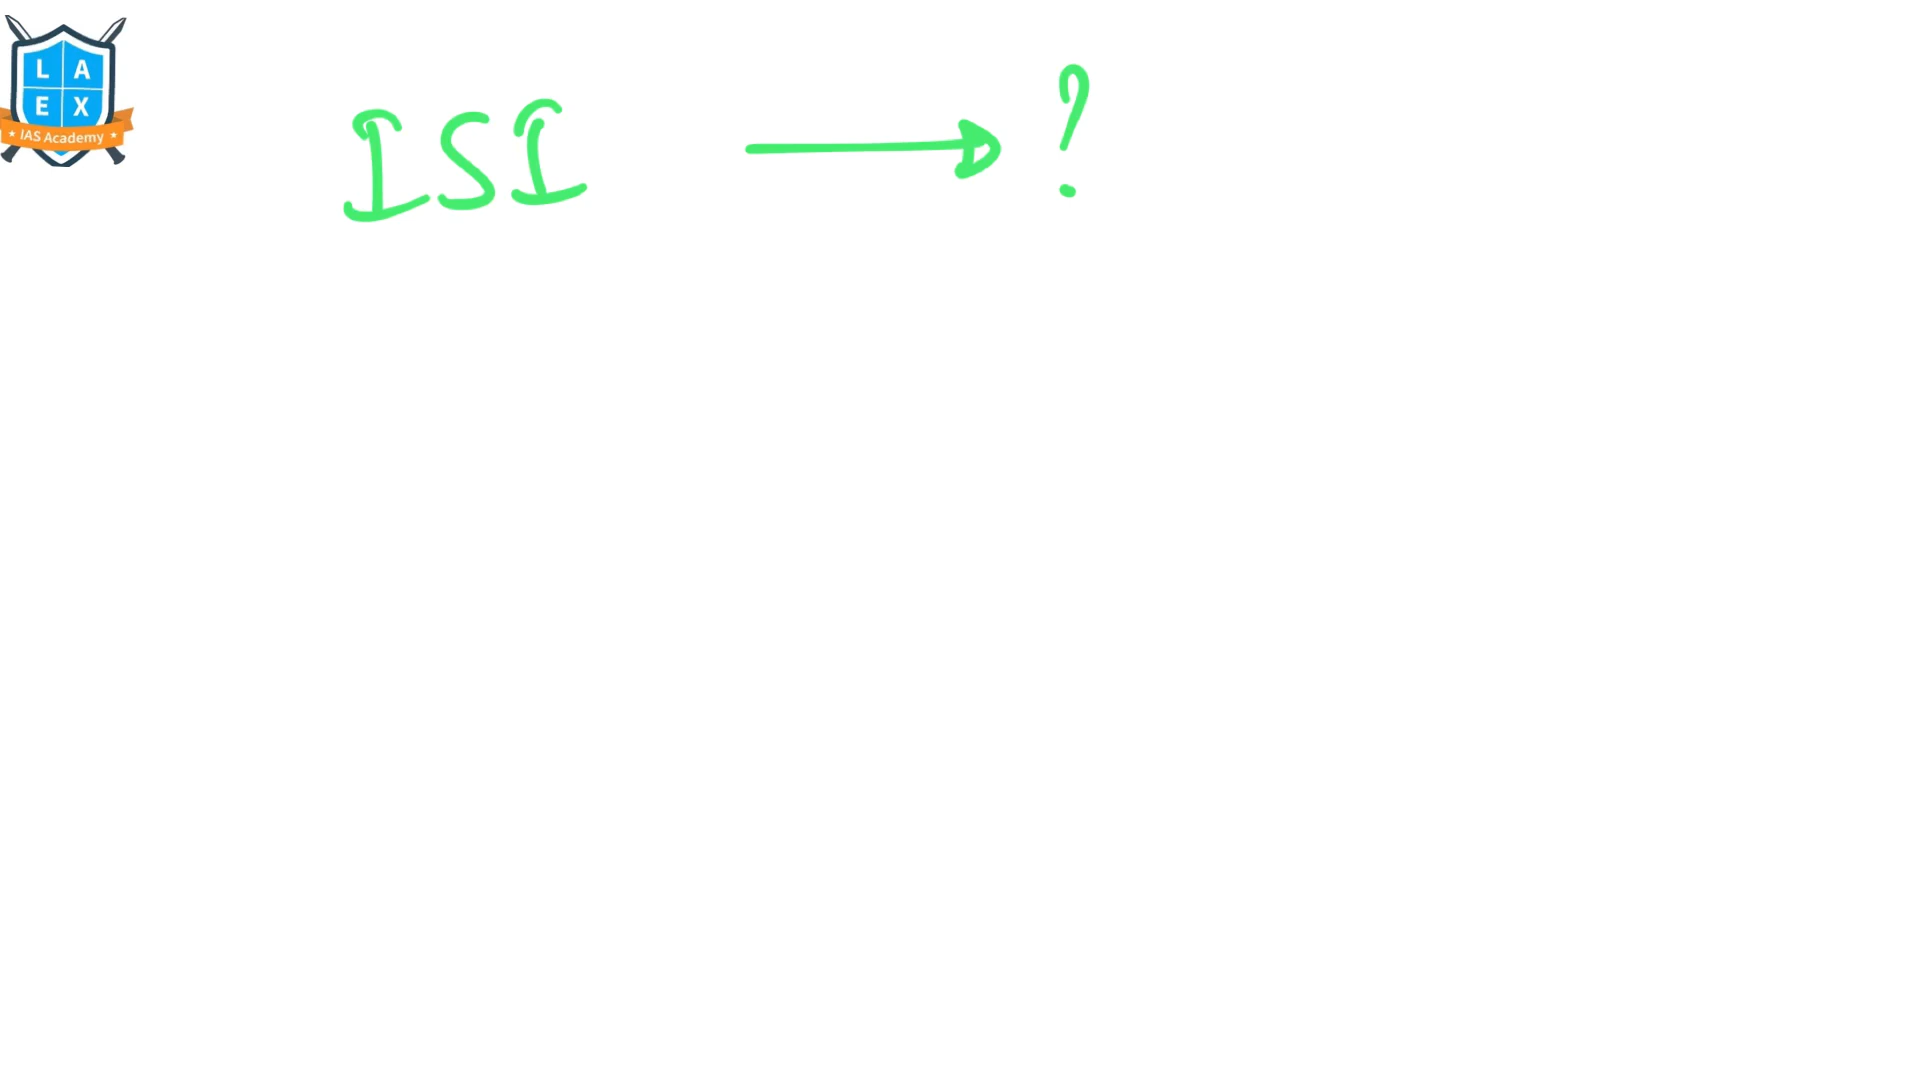 L A
E X
IAS Academy
ISI → ?